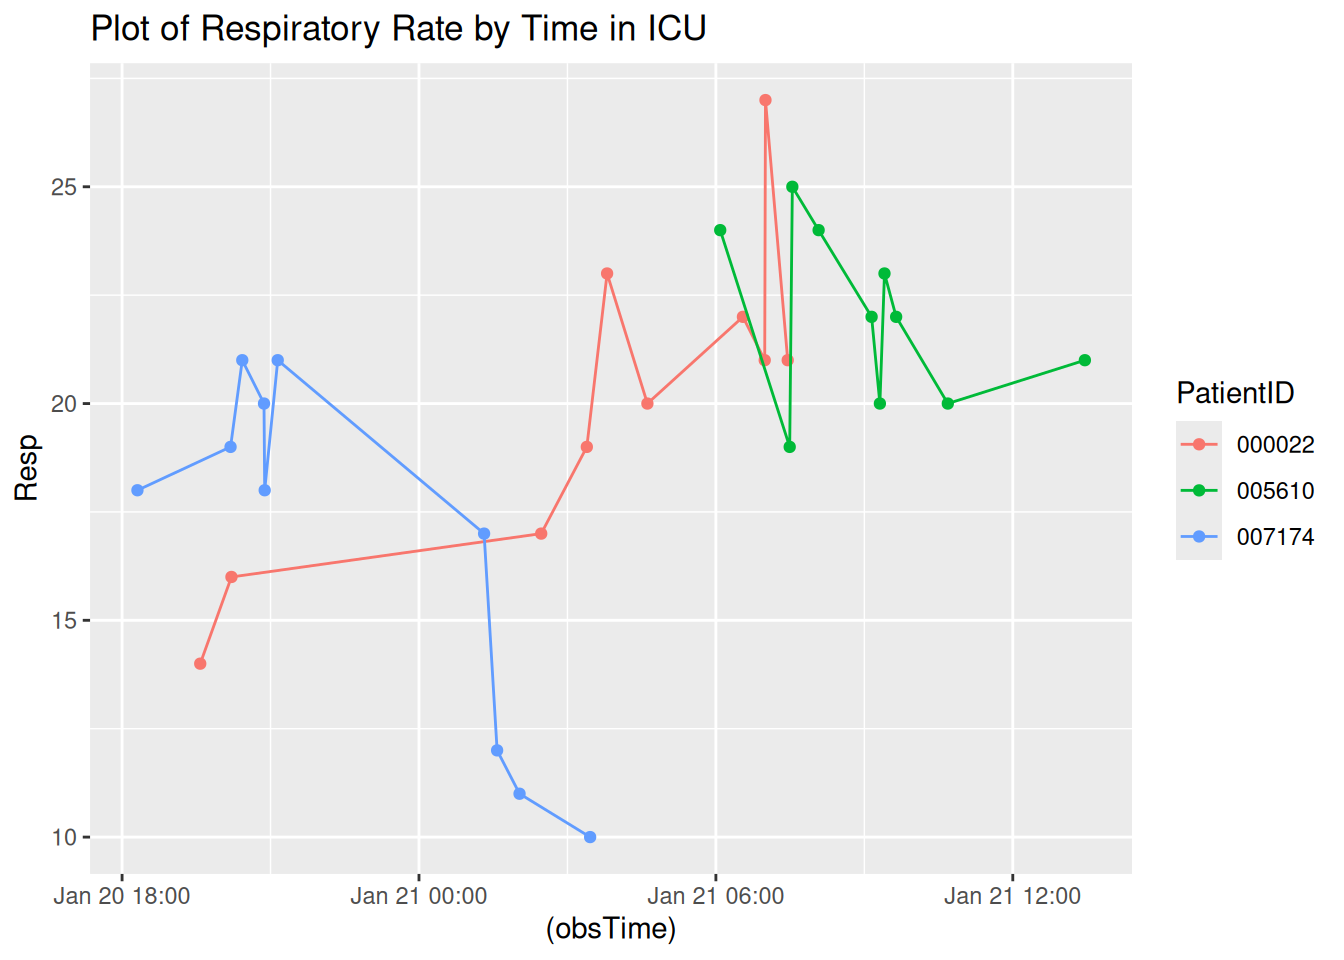 Plot of Respiratory Rate by Time in ICU
25
20
15
10
Resp
Jan 20 18:00 Jan 21 00:00 Jan 21 06:00 Jan 21 12:00
(obsTime)
PatientID
000022
005610
007174